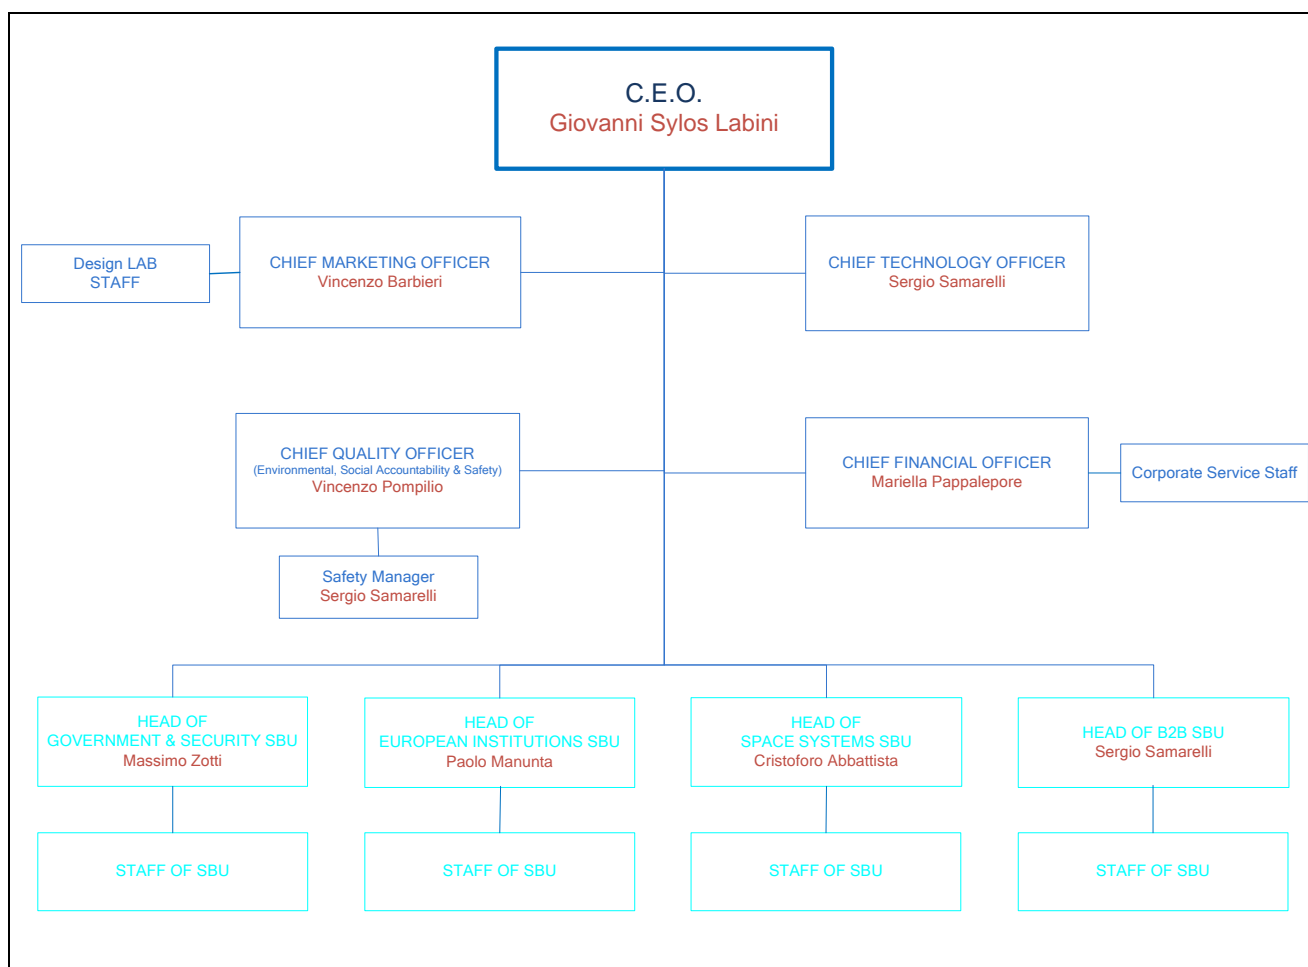 C.E.O.
Giovanni Sylos Labini
Design LAB
STAFF
CHIEF MARKETING OFFICER
Vincenzo Barbieri
CHIEF TECHNOLOGY OFFICER
Sergio Samarelli
CHIEF QUALITY OFFICER
(Environmental, Social Accountability & Safety)
Vincenzo Pompilio
CHIEF FINANCIAL OFFICER
Mariella Pappalepore
Corporate Service Staff
Safety Manager
Sergio Samarelli
HEAD OF
GOVERNMENT & SECURITY SBU
Massimo Zotti
HEAD OF
EUROPEAN INSTITUTIONS SBU
Paolo Manunta
HEAD OF
SPACE SYSTEMS SBU
Cristoforo Abbattista
HEAD OF B2B SBU
Sergio Samarelli
STAFF OF SBU
STAFF OF SBU
STAFF OF SBU
STAFF OF SBU